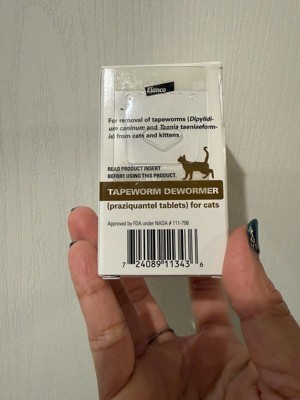 Elanco
For removal of tapeworms (Dipylidi-
um caninum and Taenia taeniaeform-
is) from cats and kittens.
READ PRODUCT INSERT
BEFORE USING THIS PRODUCT.
TAPEWORM DEWORMER
(praziquantel tablets) for cats
Approved by FDA under NADA # 111-798
7 24089 11343 6